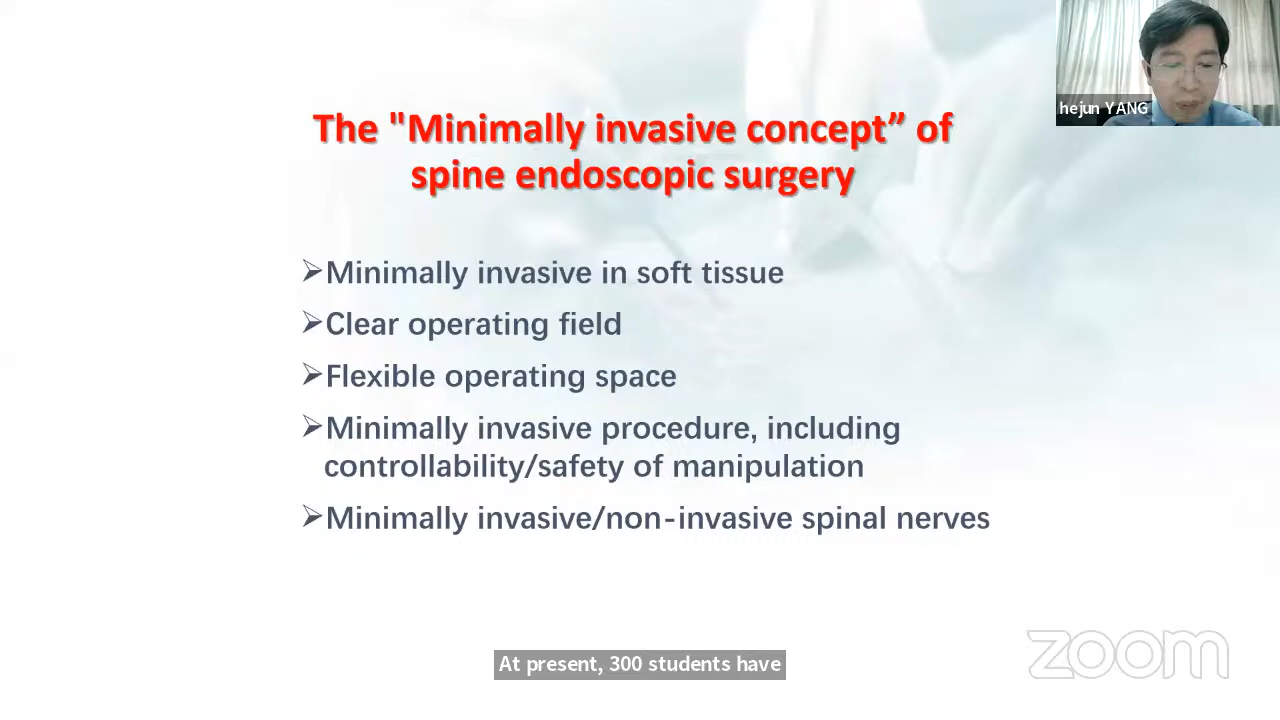 The "Minimally invasive concept” of
spine endoscopic surgery
➢Minimally invasive in soft tissue
➢Clear operating field
➢Flexible operating space
➢Minimally invasive procedure, including
controllability/safety of manipulation
➢Minimally invasive/non-invasive spinal nerves
hejun YANG
At present, 300 students have
zoom